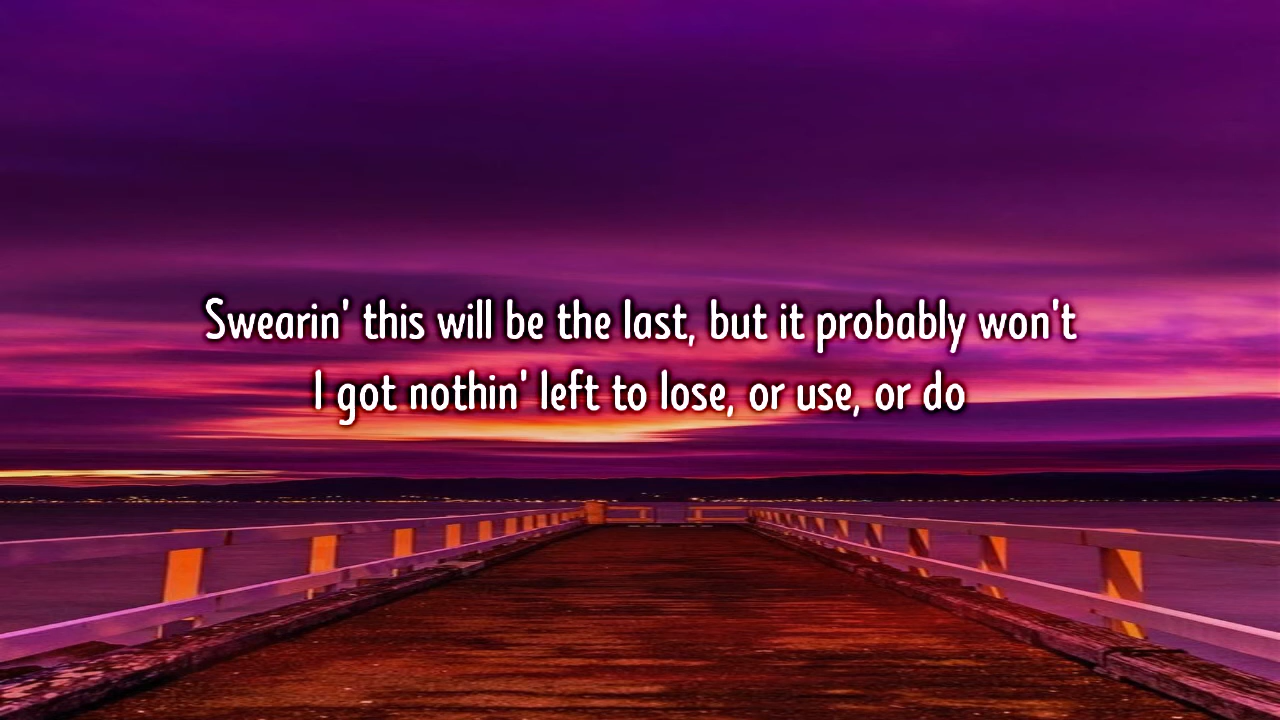 Swearin' this will be the last, but it probably won't
I got nothin' left to lose, or use, or do